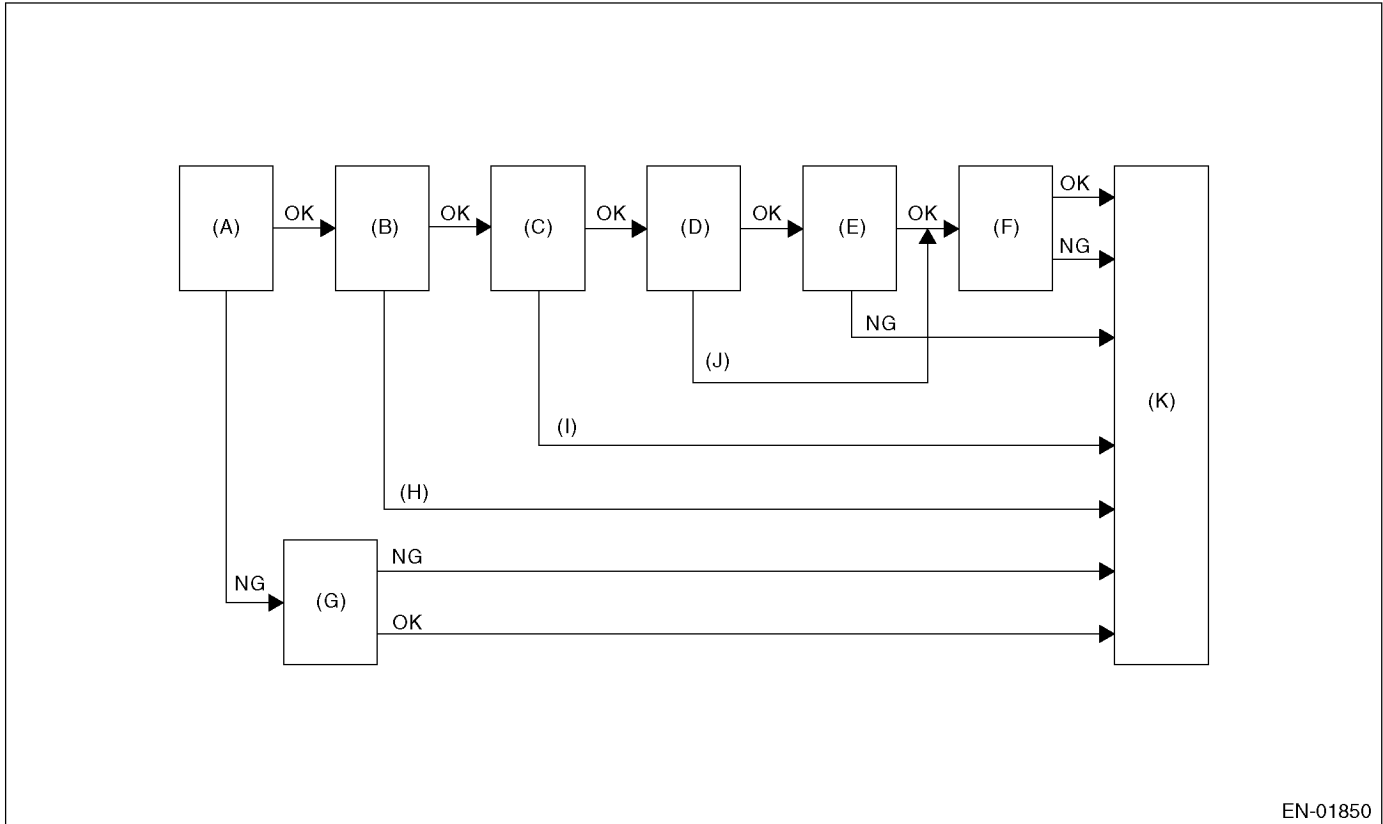 OK
NG
(A)
OK
(B)
OK
(C)
OK
(D)
OK
(E)
OK
(F)
NG
(J)
(K)
(I)
(H)
NG
NG
(G)
OK
EN-01850